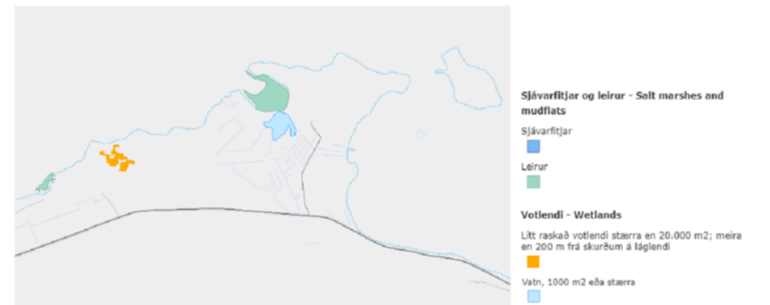 Sjávarfitjar og leirur - Salt marshes and
mudflats
Sjávarfitjar
Leirur
Votlendi - Wetlands
Lítt raskað votlendi stærra en 20.000 m2; meira
en 200 m frá skurðum á láglendi
Vatn, 1000 m2 eða stærra